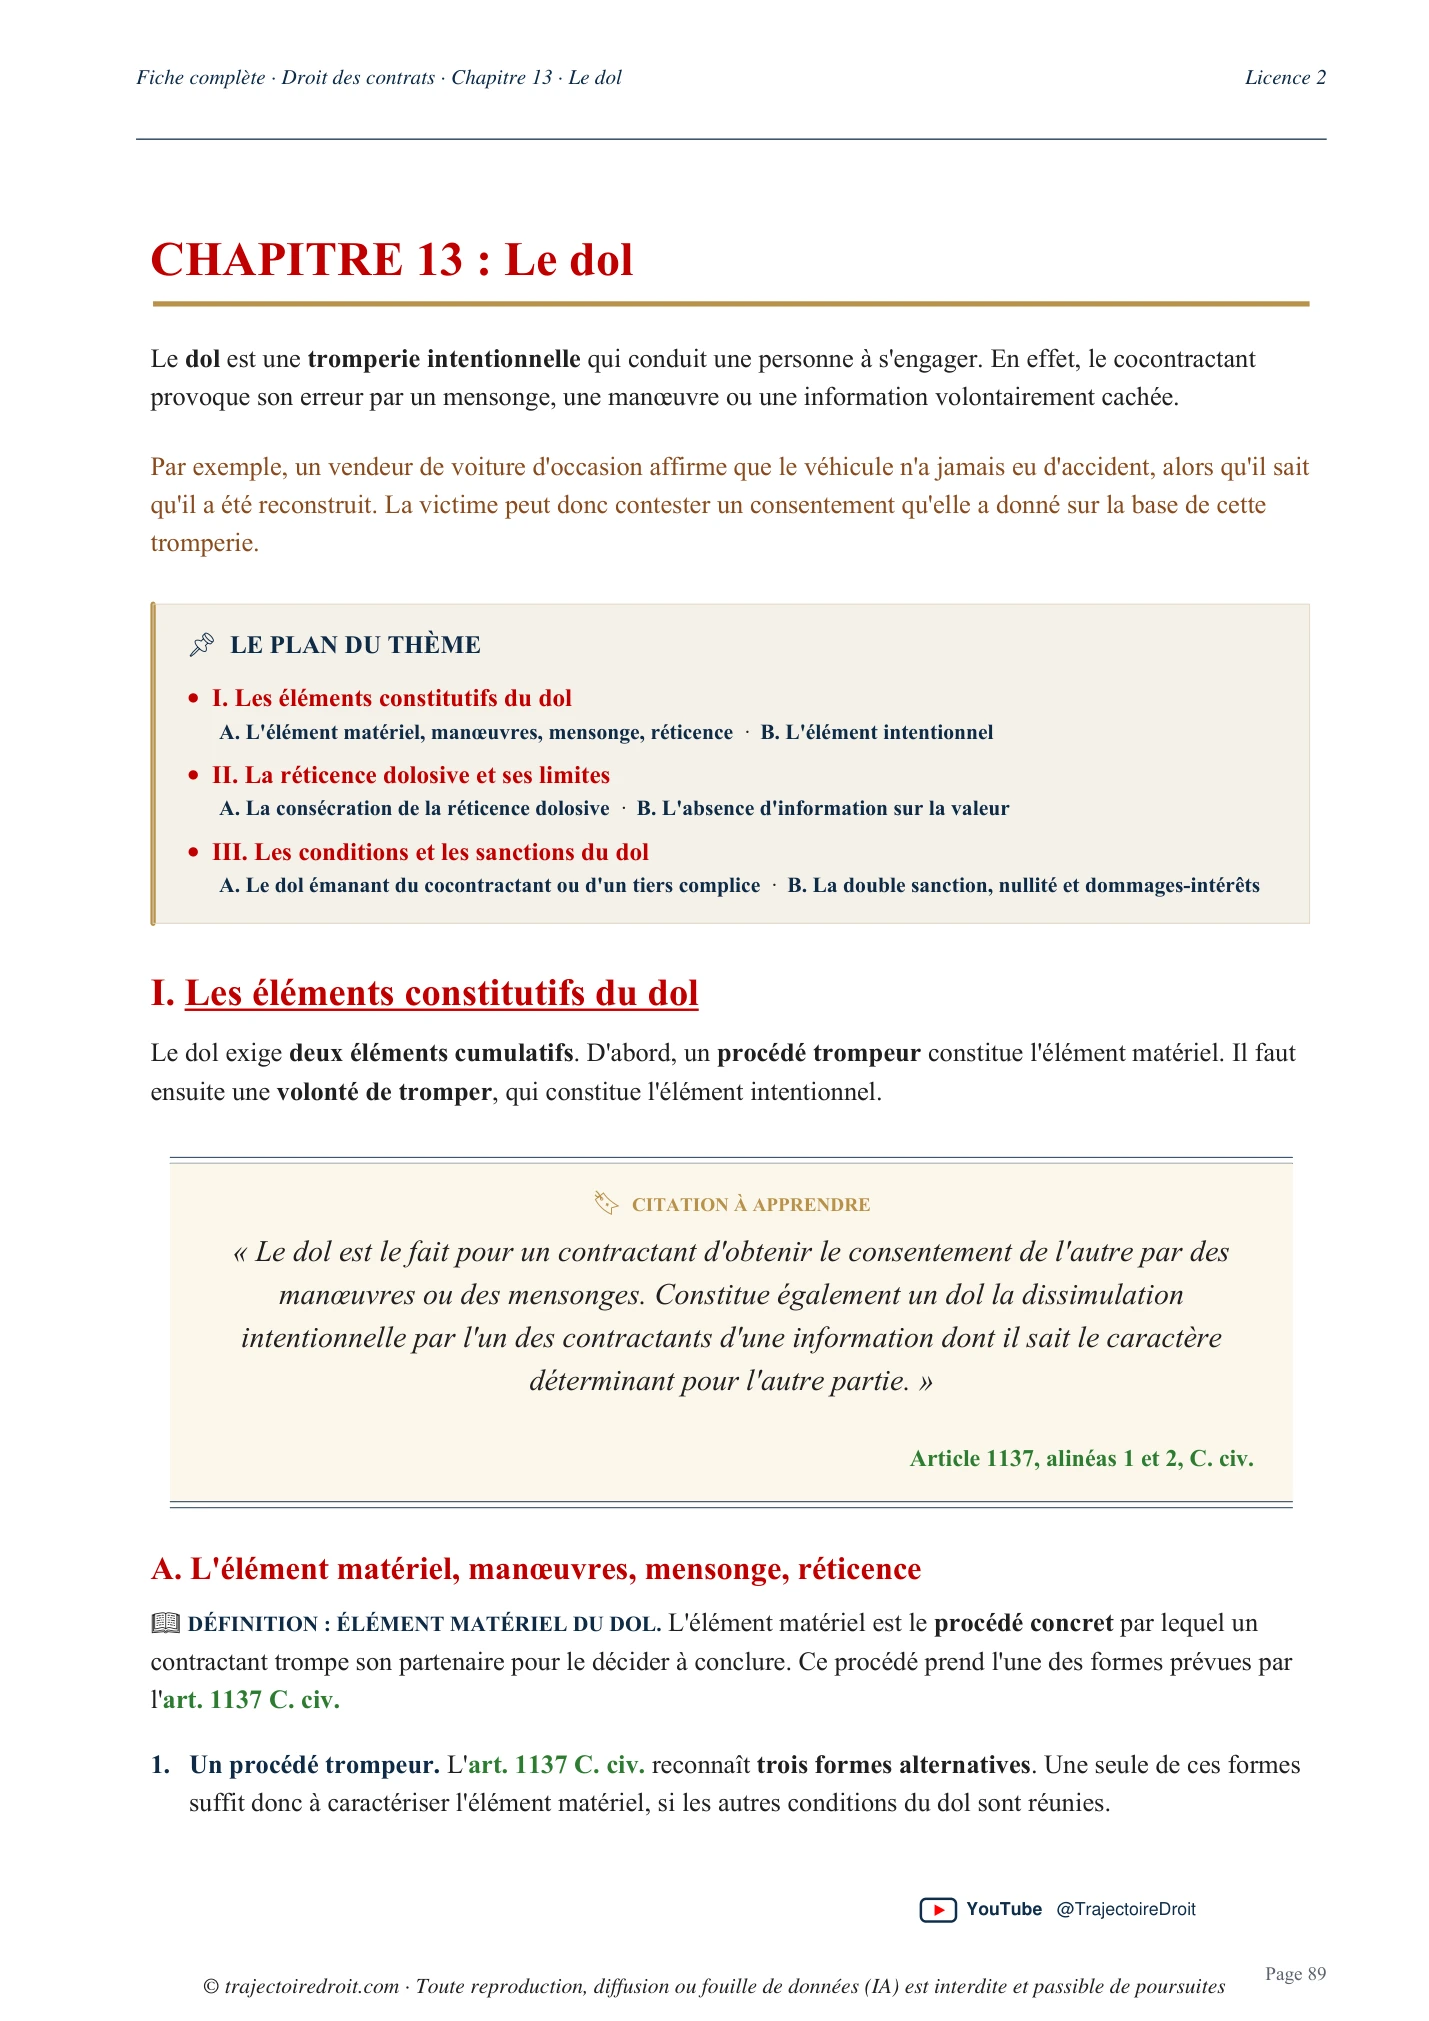 Fiche complète · Droit des contrats · Chapitre 13 · Le dol
Licence 2
CHAPITRE 13 : Le dol
Le dol est une tromperie intentionnelle qui conduit une personne à s'engager. En effet, le cocontractant
provoque son erreur par un mensonge, une manœuvre ou une information volontairement cachée.
Par exemple, un vendeur de voiture d'occasion affirme que le véhicule n'a jamais eu d'accident, alors qu'il sait
qu'il a été reconstruit. La victime peut donc contester un consentement qu'elle a donné sur la base de cette
tromperie.
LE PLAN DU THÈME
• I. Les éléments constitutifs du dol
A. L'élément matériel, manœuvres, mensonge, réticence · B. L'élément intentionnel
• II. La réticence dolosive et ses limites
A. La consécration de la réticence dolosive · B. L'absence d'information sur la valeur
• III. Les conditions et les sanctions du dol
A. Le dol émanant du cocontractant ou d'un tiers complice · B. La double sanction, nullité et dommages-intérêts
I. Les éléments constitutifs du dol
Le dol exige deux éléments cumulatifs. D'abord, un procédé trompeur constitue l'élément matériel. Il faut
ensuite une volonté de tromper, qui constitue l'élément intentionnel.
CITATION À APPRENDRE
« Le dol est le fait pour un contractant d'obtenir le consentement de l'autre par des
manœuvres ou des mensonges. Constitue également un dol la dissimulation
intentionnelle par l'un des contractants d'une information dont il sait le caractère
déterminant pour l'autre partie. »
Article 1137, alinéas 1 et 2, C. civ.
A. L'élément matériel, manœuvres, mensonge, réticence
DÉFINITION : ÉLÉMENT MATÉRIEL DU DOL. L'élément matériel est le procédé concret par lequel un
contractant trompe son partenaire pour le décider à conclure. Ce procédé prend l'une des formes prévues par
l'art. 1137 C. civ.
1. Un procédé trompeur. L'art. 1137 C. civ. reconnaît trois formes alternatives. Une seule de ces formes
suffit donc à caractériser l'élément matériel, si les autres conditions du dol sont réunies.
YouTube @TrajectoireDroit
© trajectoiredroit.com · Toute reproduction, diffusion ou fouille de données (IA) est interdite et passible de poursuites
Page 89